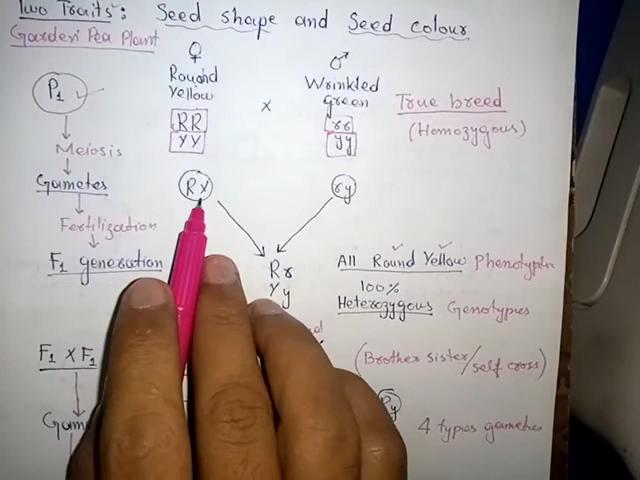 Two Traits: Seed shape and Seed colour
Garden Pea Plant
♀ ♂
Round Wrinkled
Yellow green
P1 x True breed
RR rr (Homozygous)
YY yy
Meiosis
Gametes RY ry
Fertilization
F1 generation Rr All Round Yellow Phenotype
Yy 100%
Heterozygous Genotypes
F1 X F1 (Brother sister/self cross)
Ry 4 types gametes